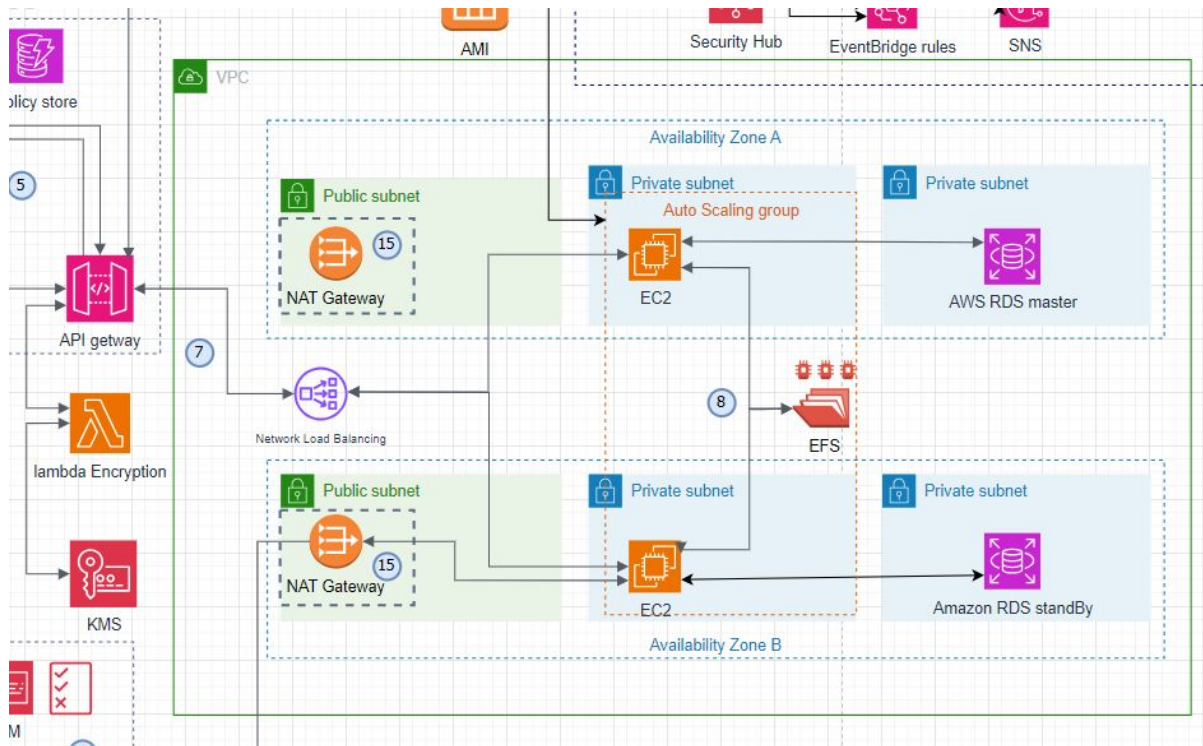 AMI
Security Hub
EventBridge rules
SNS
VPC
olicy store
Availability Zone A
5
Public subnet
Private subnet
Private subnet
Auto Scaling group
15
NAT Gateway
EC2
AWS RDS master
API getway
7
8
Network Load Balancing
EFS
lambda Encryption
Public subnet
Private subnet
Private subnet
15
NAT Gateway
EC2
Amazon RDS standBy
KMS
Availability Zone B
M